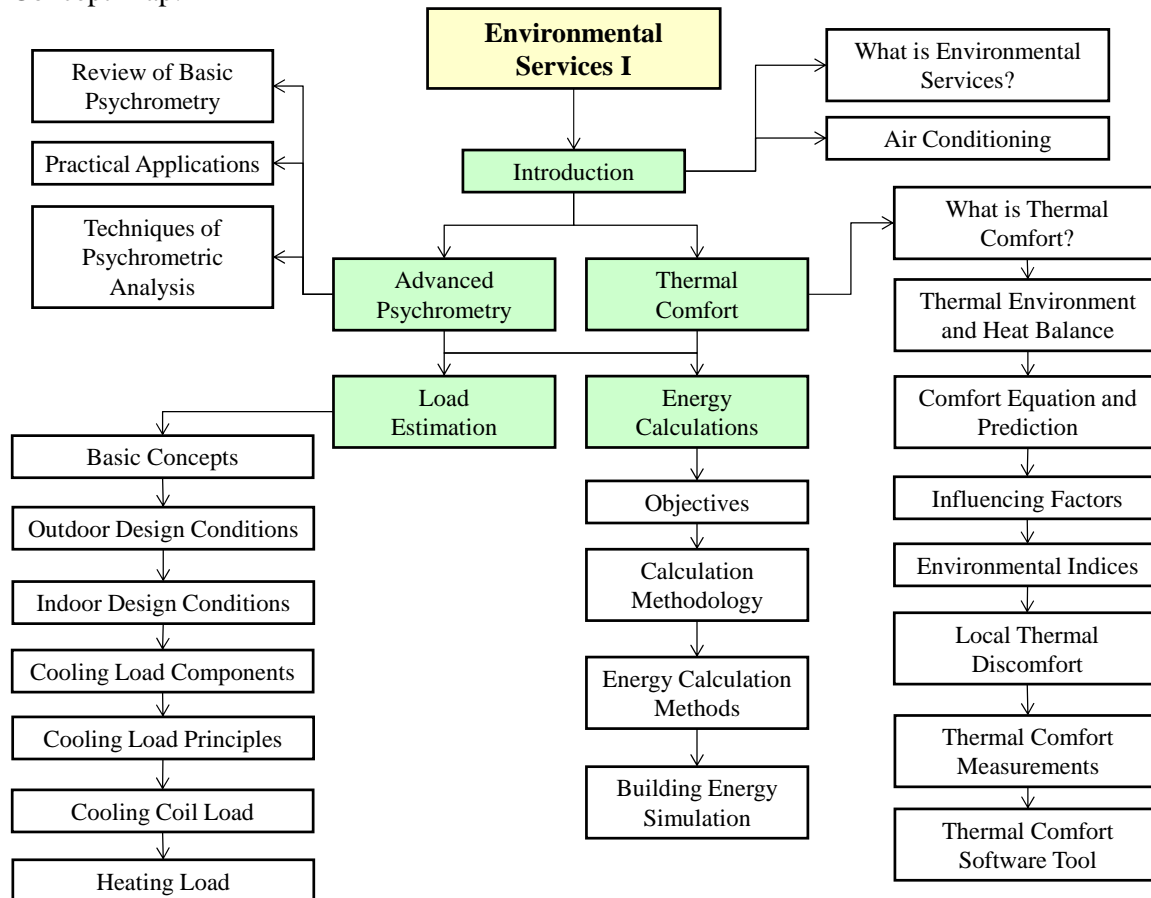 Concept Map:
Environmental
Services I
Review of Basic
Psychrometry
What is Environmental
Services?
Practical Applications
Air Conditioning
Introduction
Techniques of
Psychrometric
Analysis
What is Thermal
Comfort?
Advanced
Psychrometry
Thermal
Comfort
Thermal Environment
and Heat Balance
Load
Estimation
Energy
Calculations
Comfort Equation and
Prediction
Basic Concepts
Objectives
Influencing Factors
Outdoor Design Conditions
Calculation
Methodology
Environmental Indices
Indoor Design Conditions
Local Thermal
Discomfort
Cooling Load Components
Energy Calculation
Methods
Cooling Load Principles
Thermal Comfort
Measurements
Cooling Coil Load
Building Energy
Simulation
Thermal Comfort
Software Tool
Heating Load